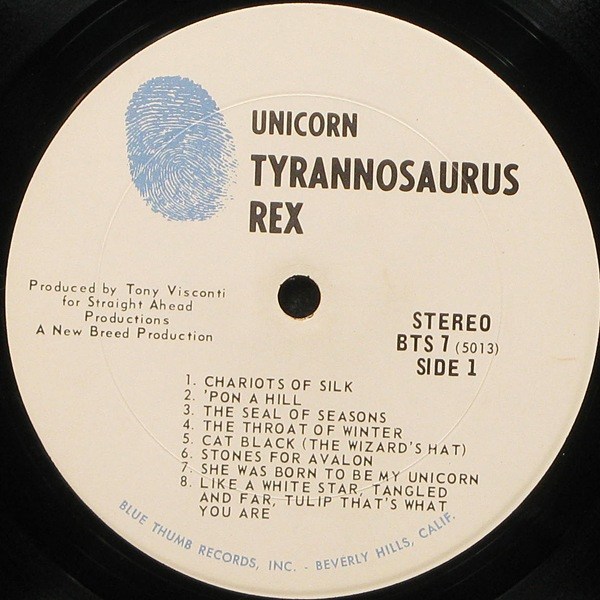 UNICORN
TYRANNOSAURUS
REX
Produced by Tony Visconti
for Straight Ahead
Productions
A New Breed Production
STEREO
BTS 7 (5013)
SIDE 1
1. CHARIOTS OF SILK
2. 'PON A HILL
3. THE SEAL OF SEASONS
4. THE THROAT OF WINTER
5. CAT BLACK (THE WIZARD'S HAT)
6. STONES FOR AVALON
7. SHE WAS BORN TO BE MY UNICORN
8. LIKE A WHITE STAR, TANGLED
AND FAR, TULIP THAT'S WHAT
YOU ARE
BLUE THUMB RECORDS, INC. - BEVERLY HILLS, CALIF.